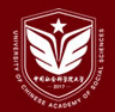 中国社会科学院大学
· 2017 ·
UNIVERSITY OF CHINESE ACADEMY OF SOCIAL SCIENCES